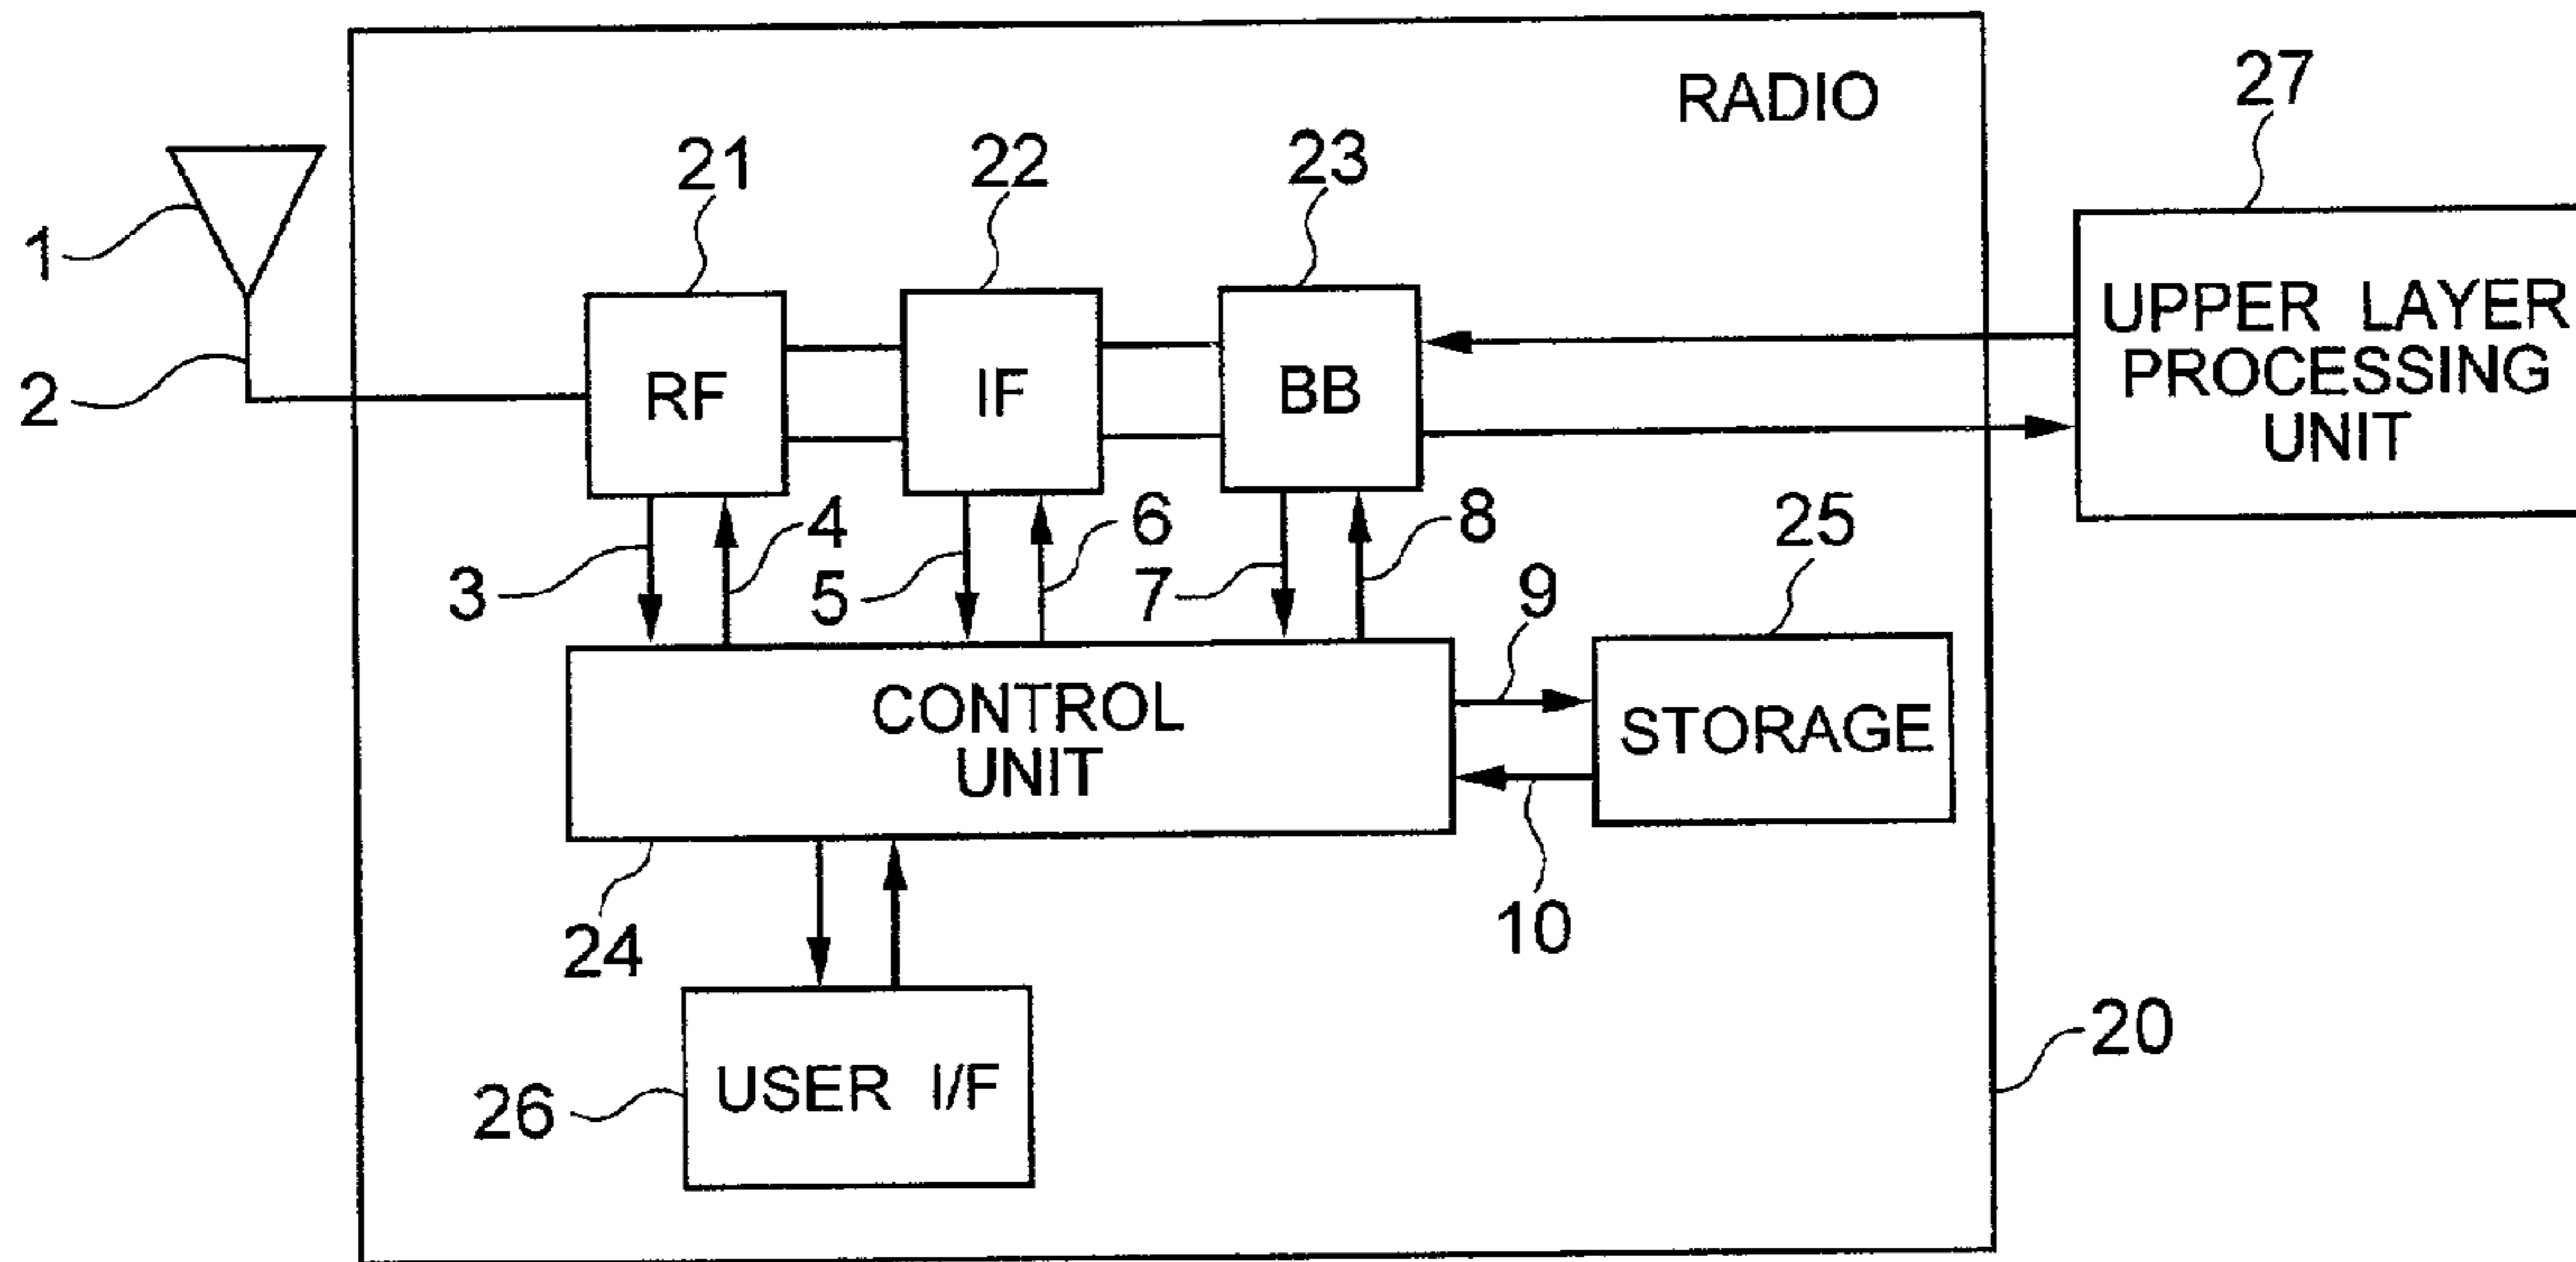 RADIO
27
21
22
23
1
UPPER LAYER
PROCESSING
UNIT
RF
IF
BB
2
4
6
8
25
3
5
7
9
CONTROL
UNIT
STORAGE
10
24
20
USER I/F
26